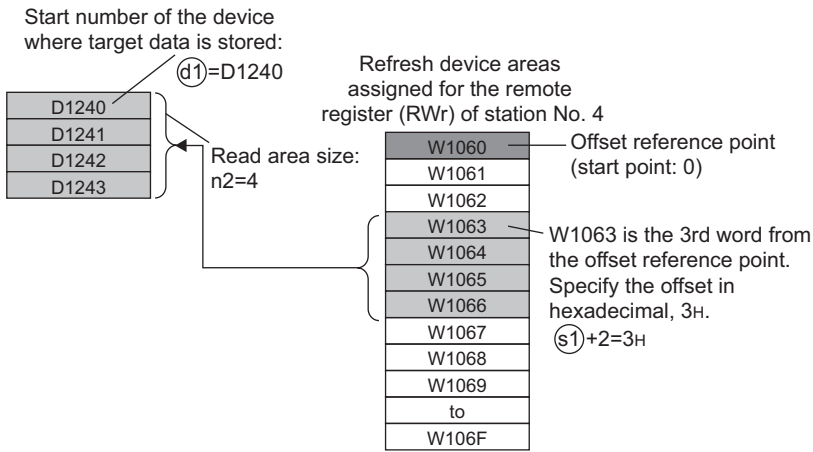 Start number of the device
where target data is stored:
d1=D1240
D1240
D1241
D1242
D1243
Read area size:
n2=4
Refresh device areas
assigned for the remote
register (RWr) of station No. 4
W1060
W1061
W1062
W1063
W1064
W1065
W1066
W1067
W1068
W1069
to
W106F
Offset reference point
(start point: 0)
W1063 is the 3rd word from
the offset reference point.
Specify the offset in
hexadecimal, 3H.
s1+2=3H